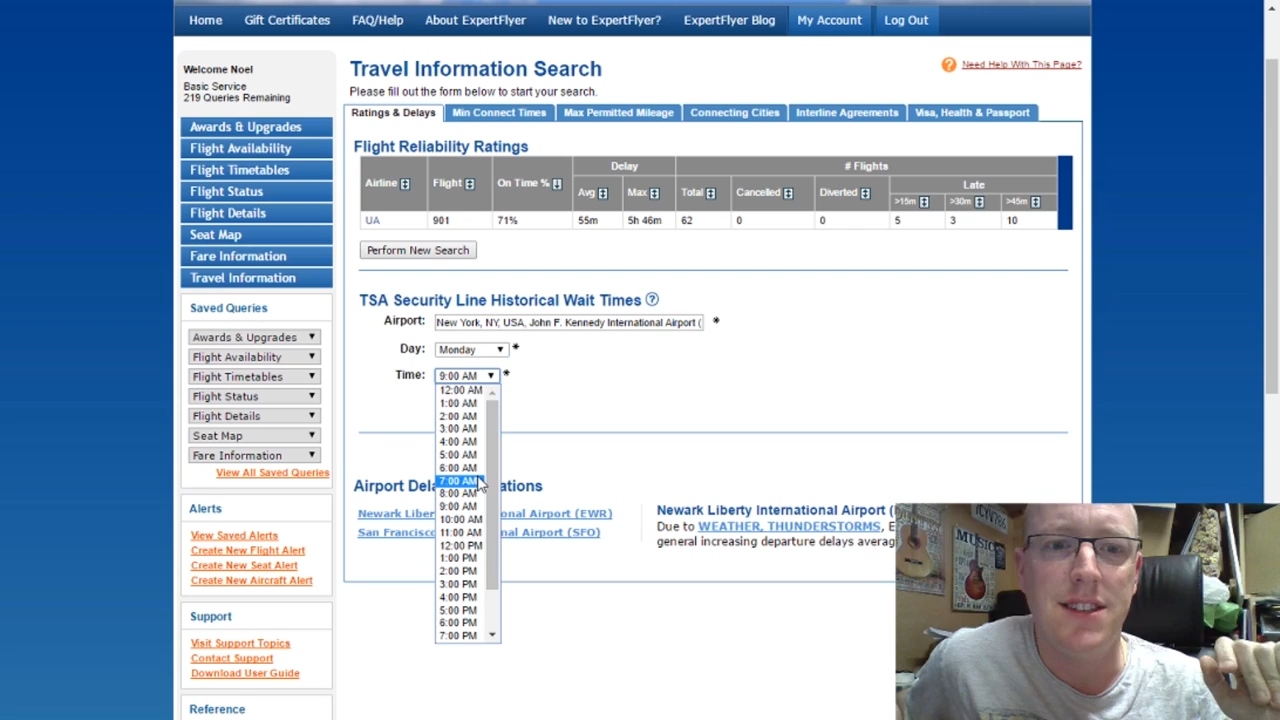 Home Gift Certificates FAQ/Help About ExpertFlyer New to ExpertFlyer? ExpertFlyer Blog My Account Log Out
Welcome Noel
Basic Service
219 Queries Remaining
Awards & Upgrades
Flight Availability
Flight Timetables
Flight Status
Flight Details
Seat Map
Fare Information
Travel Information
Saved Queries
Awards & Upgrades
Flight Availability
Flight Timetables
Flight Status
Flight Details
Seat Map
Fare Information
View All Saved Queries
Alerts
View Saved Alerts
Create New Flight Alert
Create New Seat Alert
Create New Aircraft Alert
Support
Visit Support Topics
Contact Support
Download User Guide
Reference
Travel Information Search
Need Help With This Page?
Please fill out the form below to start your search.
Ratings & Delays Min Connect Times Max Permitted Mileage Connecting Cities Interline Agreements Visa, Health & Passport
Flight Reliability Ratings
Delay # Flights
Airline Flight On Time % Avg Max Total Cancelled Diverted Late
>15m >30m >45m
UA 901 71% 55m 5h 46m 62 0 0 5 3 10
Perform New Search
TSA Security Line Historical Wait Times ?
Airport: New York, NY, USA, John F. Kennedy International Airport ( *
Day: Monday *
Time: 9:00 AM *
12:00 AM
1:00 AM
2:00 AM
3:00 AM
4:00 AM
5:00 AM
6:00 AM
7:00 AM
8:00 AM
9:00 AM
10:00 AM
11:00 AM
12:00 PM
1:00 PM
2:00 PM
3:00 PM
4:00 PM
5:00 PM
6:00 PM
7:00 PM
Airport Del ations
Newark Liber ational Airport (EWR)
San Francisc nal Airport (SFO)
Newark Liberty International Airport (
Due to WEATHER, THUNDERSTORMS, E
general increasing departure delays averag
MUSIC